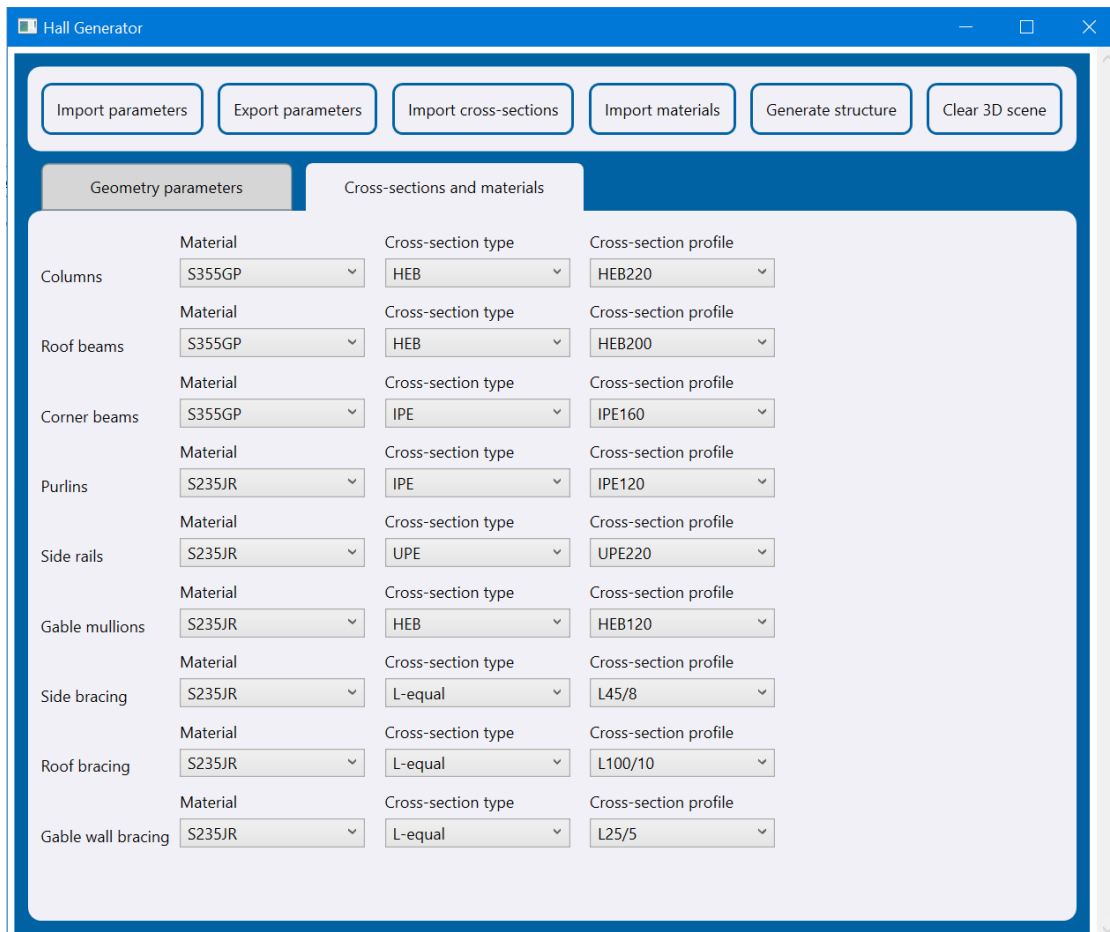 Hall Generator
Import parameters Export parameters Import cross-sections Import materials Generate structure Clear 3D scene
Geometry parameters Cross-sections and materials
Material Cross-section type Cross-section profile
Columns S355GP HEB HEB220
Material Cross-section type Cross-section profile
Roof beams S355GP HEB HEB200
Material Cross-section type Cross-section profile
Corner beams S355GP IPE IPE160
Material Cross-section type Cross-section profile
Purlins S235JR IPE IPE120
Material Cross-section type Cross-section profile
Side rails S235JR UPE UPE220
Material Cross-section type Cross-section profile
Gable mullions S235JR HEB HEB120
Material Cross-section type Cross-section profile
Side bracing S235JR L-equal L45/8
Material Cross-section type Cross-section profile
Roof bracing S235JR L-equal L100/10
Material Cross-section type Cross-section profile
Gable wall bracing S235JR L-equal L25/5